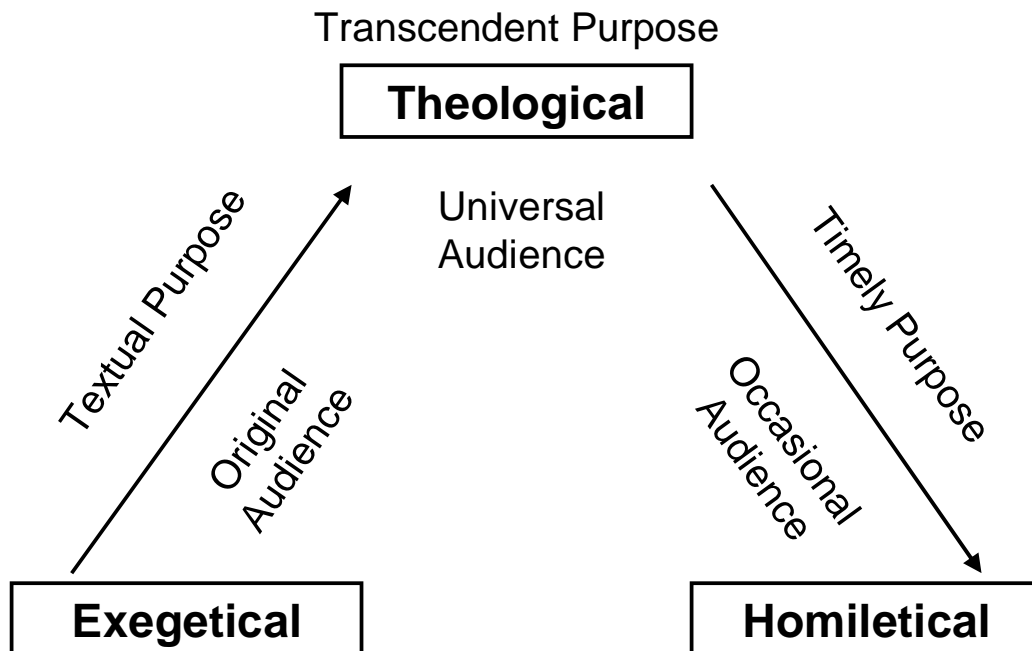 Transcendent Purpose
Theological
Universal
Audience
Textual Purpose
Original
Audience
Timely Purpose
Occasional
Audience
Exegetical
Homiletical